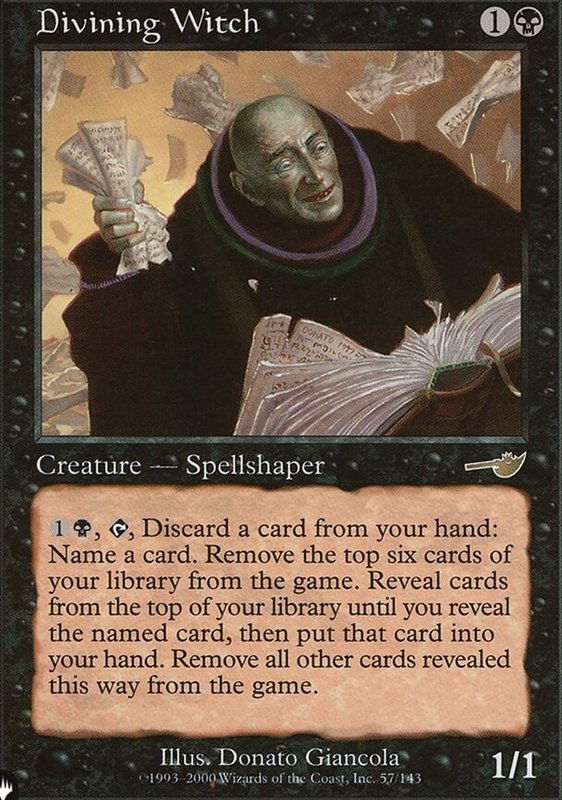 Divining Witch 1
Creature — Spellshaper
1 , , Discard a card from your hand:
Name a card. Remove the top six cards of
your library from the game. Reveal cards
from the top of your library until you reveal
the named card, then put that card into
your hand. Remove all other cards revealed
this way from the game.
Illus. Donato Giancola
©1993–2000 Wizards of the Coast, Inc. 57/143
1/1